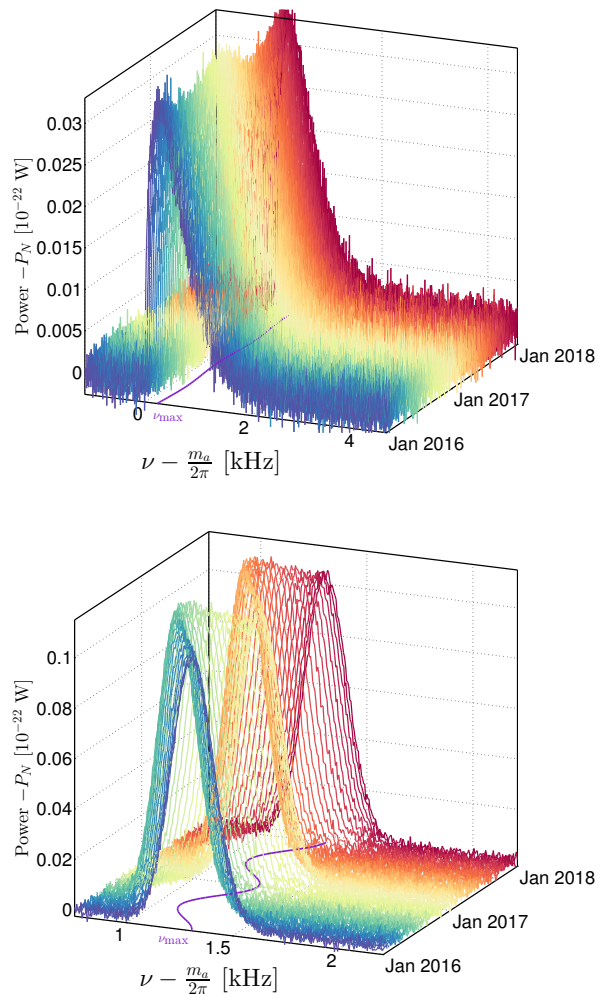 0.03
0.025
0.02
0.015
0.01
0.005
0
Power −P_N [10^−22 W]
0
2
4
ν_max
ν − m_a/2π [kHz]
Jan 2016
Jan 2017
Jan 2018
0.1
0.08
0.06
0.04
0.02
0
Power −P_N [10^−22 W]
1
1.5
2
ν_max
ν − m_a/2π [kHz]
Jan 2016
Jan 2017
Jan 2018